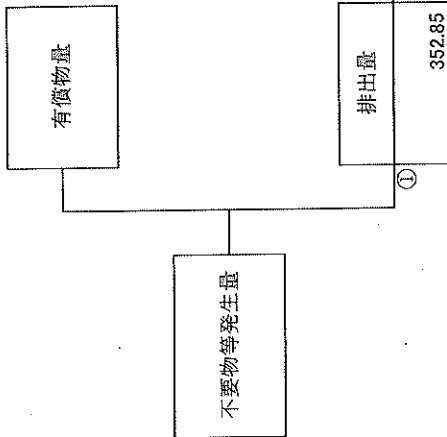 有償物量
不要物等発生量
排出量
①
352.85